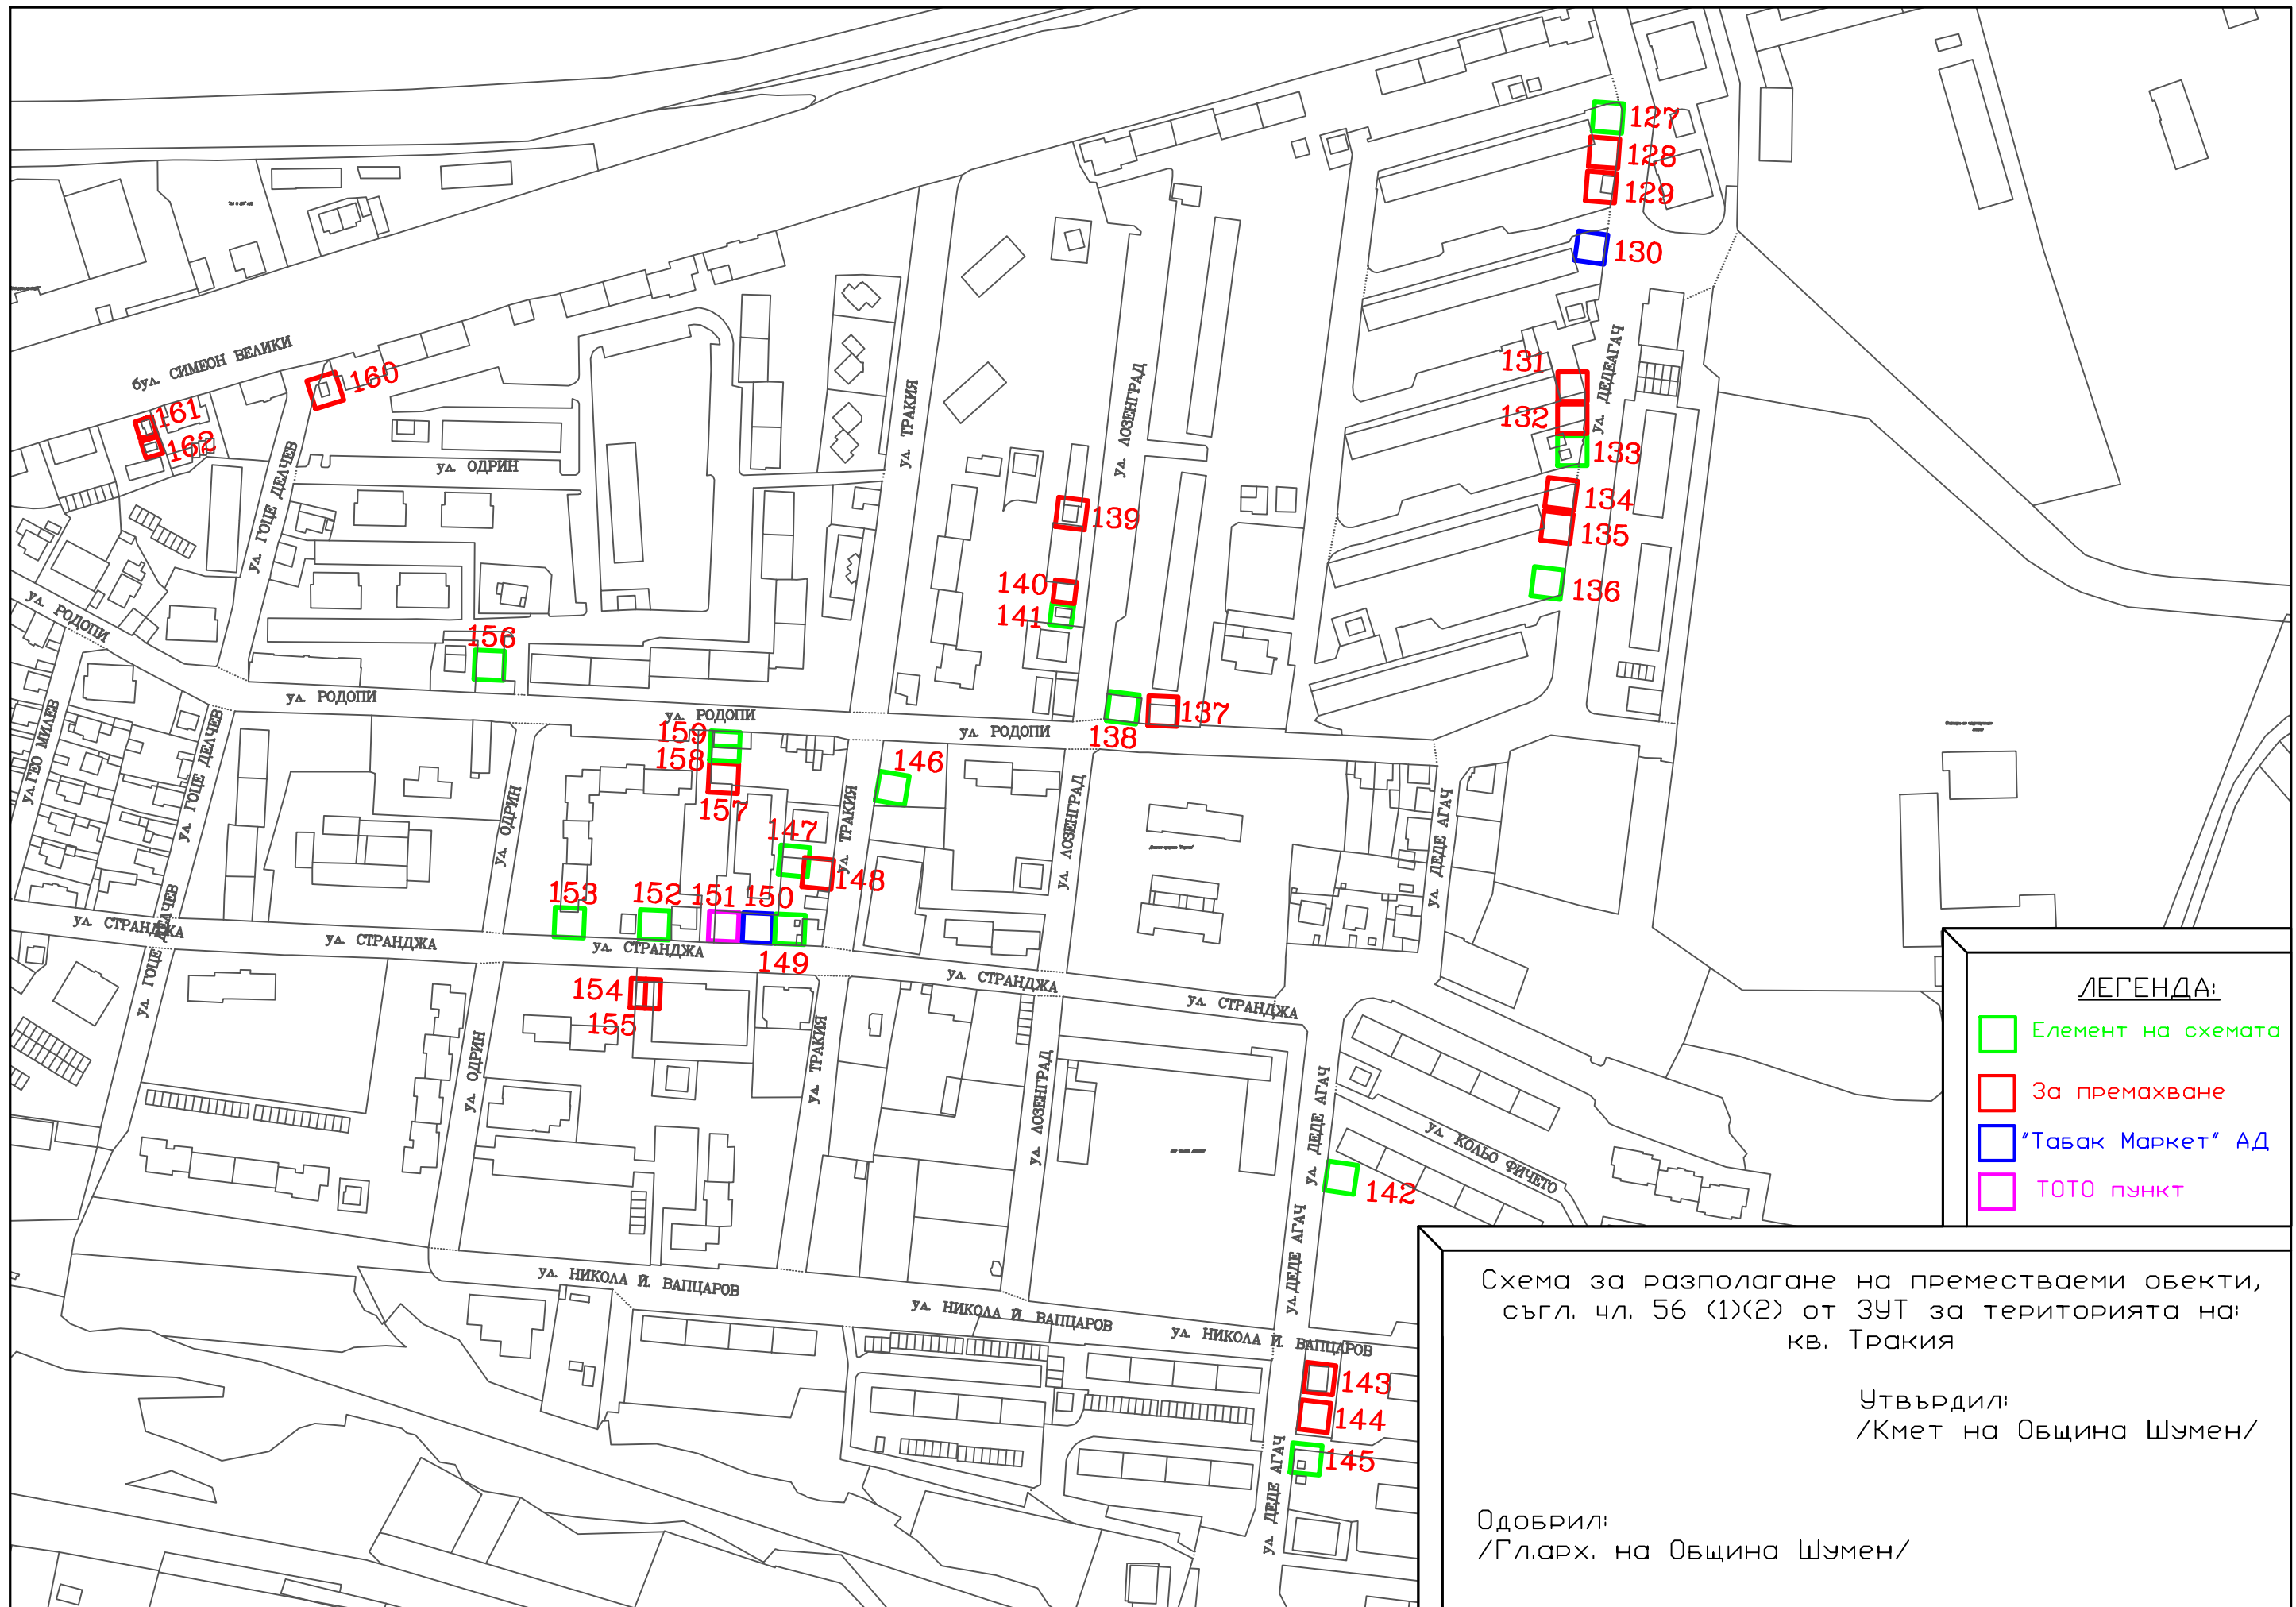 127
128
129
130
бул. СИМЕОН ВЕЛИКИ
160
161
162
131
132
133
134
135
136
ул. ДЕДЕАГАЧ
ул. ТРАКИЯ
ул. ЛОЗЕНГРАД
ул. ГОЦЕ ДЕЛЧЕВ
ул. ОДРИН
139
140
141
ул. РОДОПИ
156
ул. РОДОПИ
ул. РОДОПИ
ул. РОДОПИ
138
137
159
158
157
146
147
148
ул. ГЕО МИЛЕВ
ул. ГОЦЕ ДЕЛЧЕВ
ул. ОДРИН
ул. ТРАКИЯ
ул. ЛОЗЕНГРАД
ул. ДЕДЕ АГАЧ
153
152
151
150
149
ул. СТРАНДЖА
ул. СТРАНДЖА
ул. СТРАНДЖА
ул. СТРАНДЖА
ул. СТРАНДЖА
ул. ГОЦЕ ДЕЛЧЕВ
154
155
ул. ОДРИН
ул. ТРАКИЯ
ул. ЛОЗЕНГРАД
ул. ДЕДЕ АГАЧ
ул. КОЛЬО ФИЧЕТО
142
ул. ДЕДЕ АГАЧ
ул. НИКОЛА Й. ВАПЦАРОВ
ул. НИКОЛА Й. ВАПЦАРОВ
ул. НИКОЛА Й. ВАПЦАРОВ
143
144
145
ул. ДЕДЕ АГАЧ
ЛЕГЕНДА:
Елемент на схемата
За премахване
"Табак Маркет" АД
ТОТО пункт
Схема за разполагане на преместваеми обекти,
съгл. чл. 56 (1)(2) от ЗУТ за територията на:
кв. Тракия
Утвърдил:
/Кмет на Община Шумен/
Одобрил:
/Гл.арх. на Община Шумен/